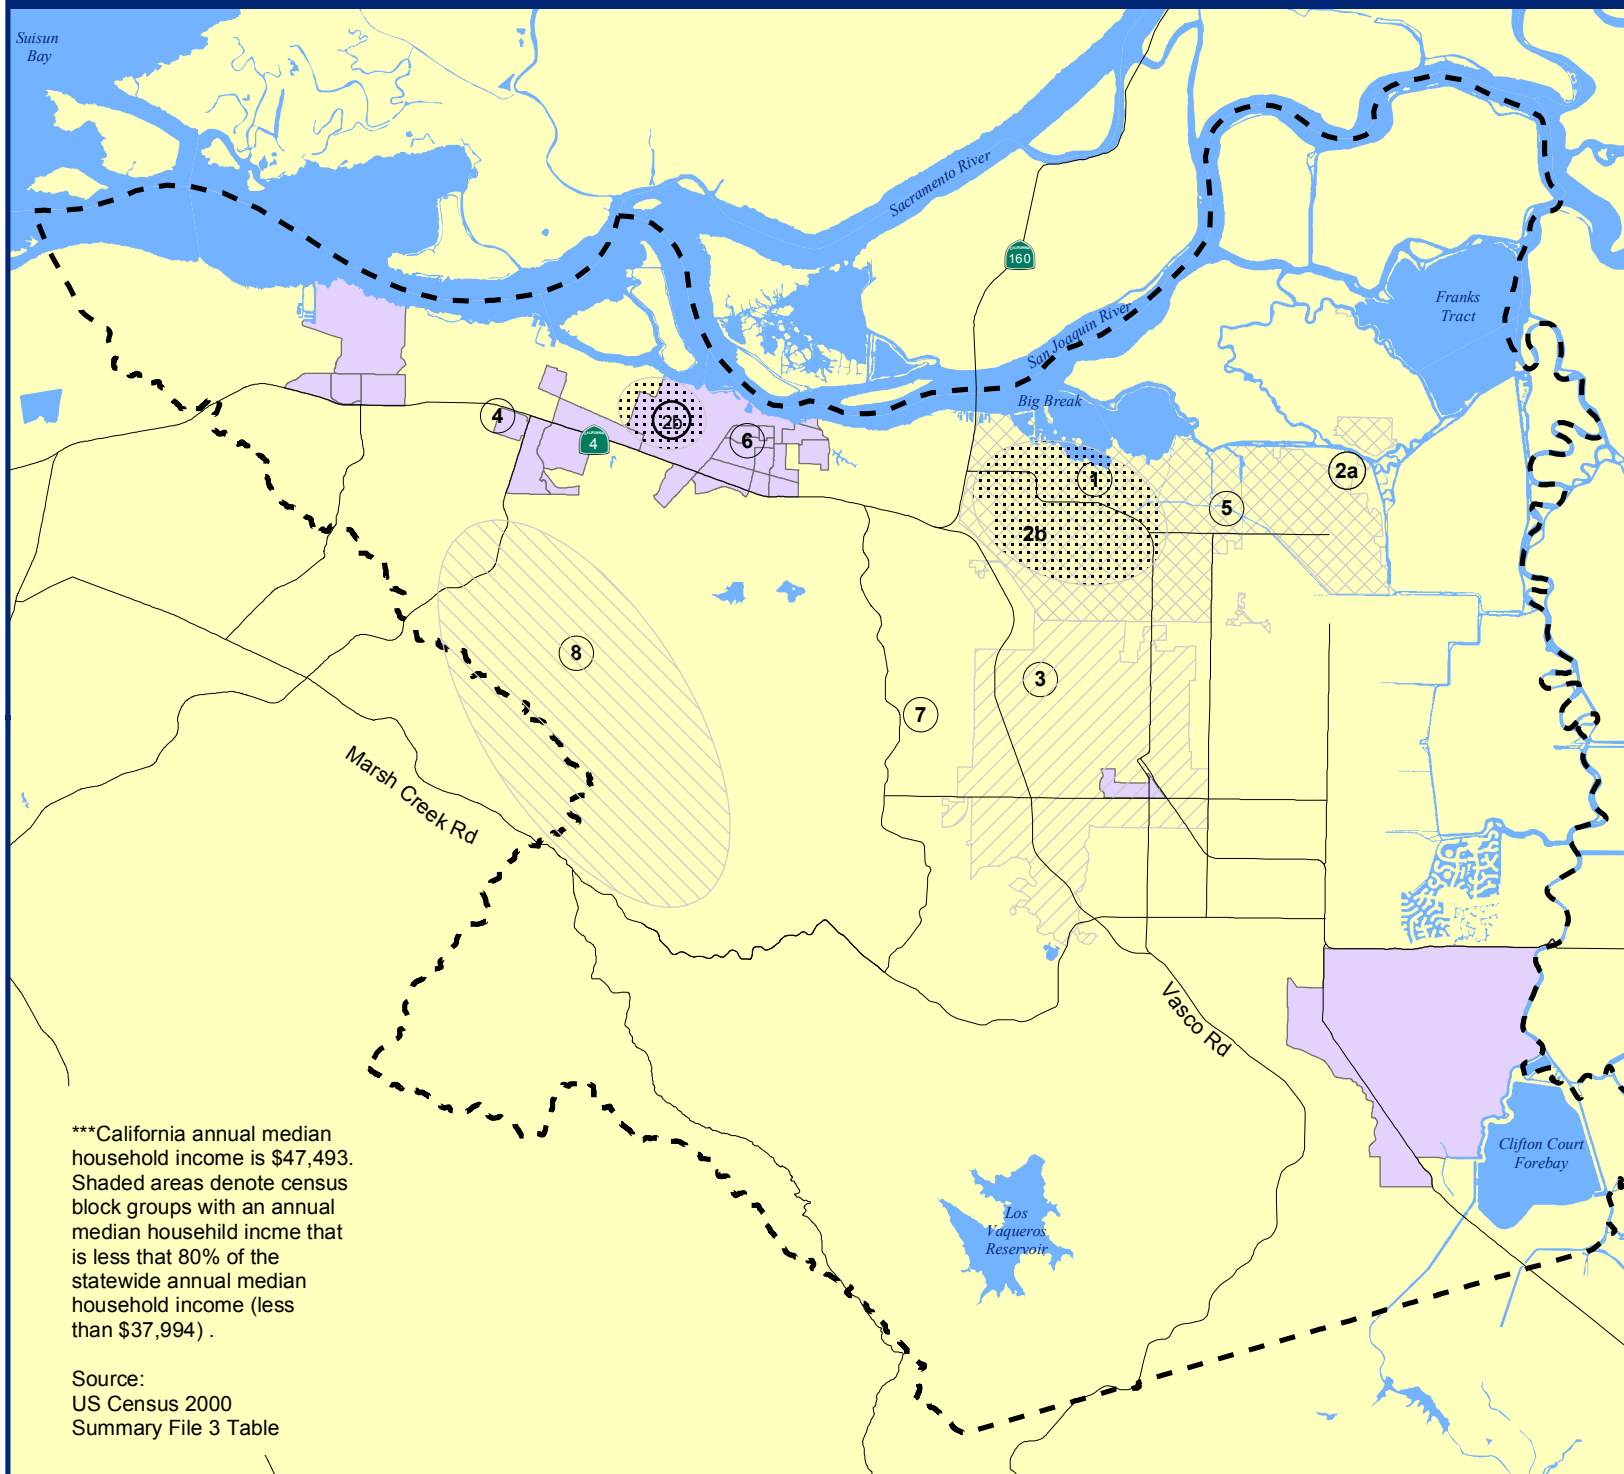 Suisun
Bay
Sacramento River
CALIFORNIA
160
Franks
Tract
San Joaquin River
Big Break
4
CALIFORNIA
4
2b
6
1
2a
5
2b
8
3
7
Marsh Creek Rd
Vasco Rd
***California annual median
household income is $47,493.
Shaded areas denote census
block groups with an annual
median househild incme that
is less that 80% of the
statewide annual median
household income (less
than $37,994) .
Clifton Court
Forebay
Los
Vaqueros
Reservoir
Source:
US Census 2000
Summary File 3 Table